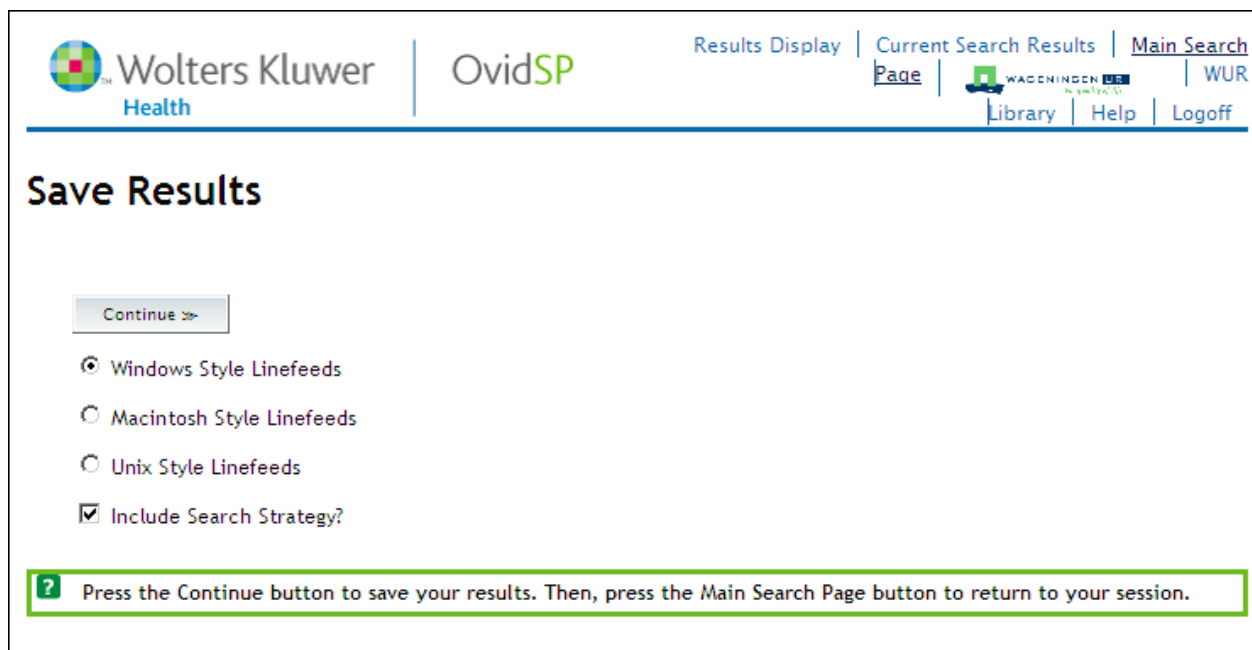 Wolters Kluwer
Health
OvidSP
Results Display | Current Search Results | Main Search
Page | WAGENINGEN UR | WUR
Library | Help | Logoff
Save Results
Continue ≫
Windows Style Linefeeds
Macintosh Style Linefeeds
Unix Style Linefeeds
Include Search Strategy?
? Press the Continue button to save your results. Then, press the Main Search Page button to return to your session.